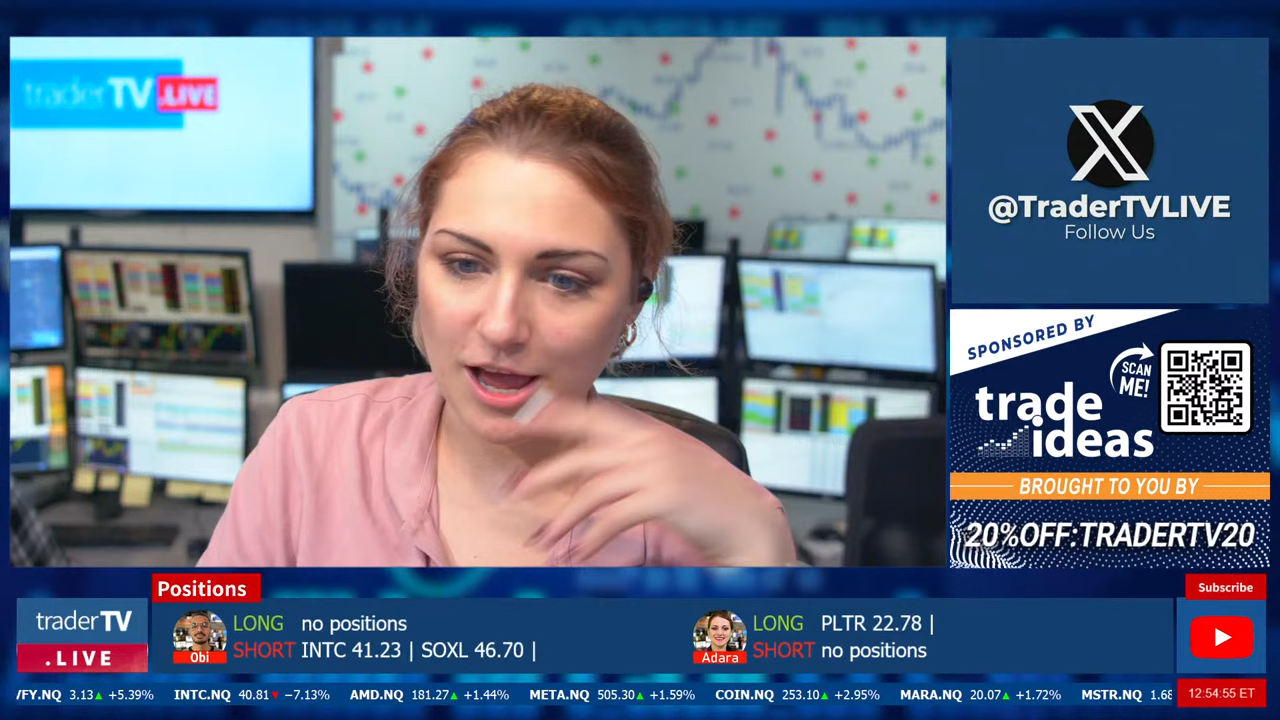 traderTV.LIVE
@TraderTVLIVE
Follow Us
SPONSORED BY
SCAN
ME!
trade
ideas
BROUGHT TO YOU BY
20%OFF:TRADERTV20
Positions
Subscribe
traderTV
.LIVE
LONG no positions
SHORT INTC 41.23 | SOXL 46.70 |
Obi
LONG PLTR 22.78 |
SHORT no positions
Adara
/FY.NQ 3.13▲ +5.39% INTC.NQ 40.81▼ −7.13% AMD.NQ 181.27▲ +1.44% META.NQ 505.30▲ +1.59% COIN.NQ 253.10▲ +2.95% MARA.NQ 20.07▲ +1.72% MSTR.NQ 1.68
12:54:55 ET